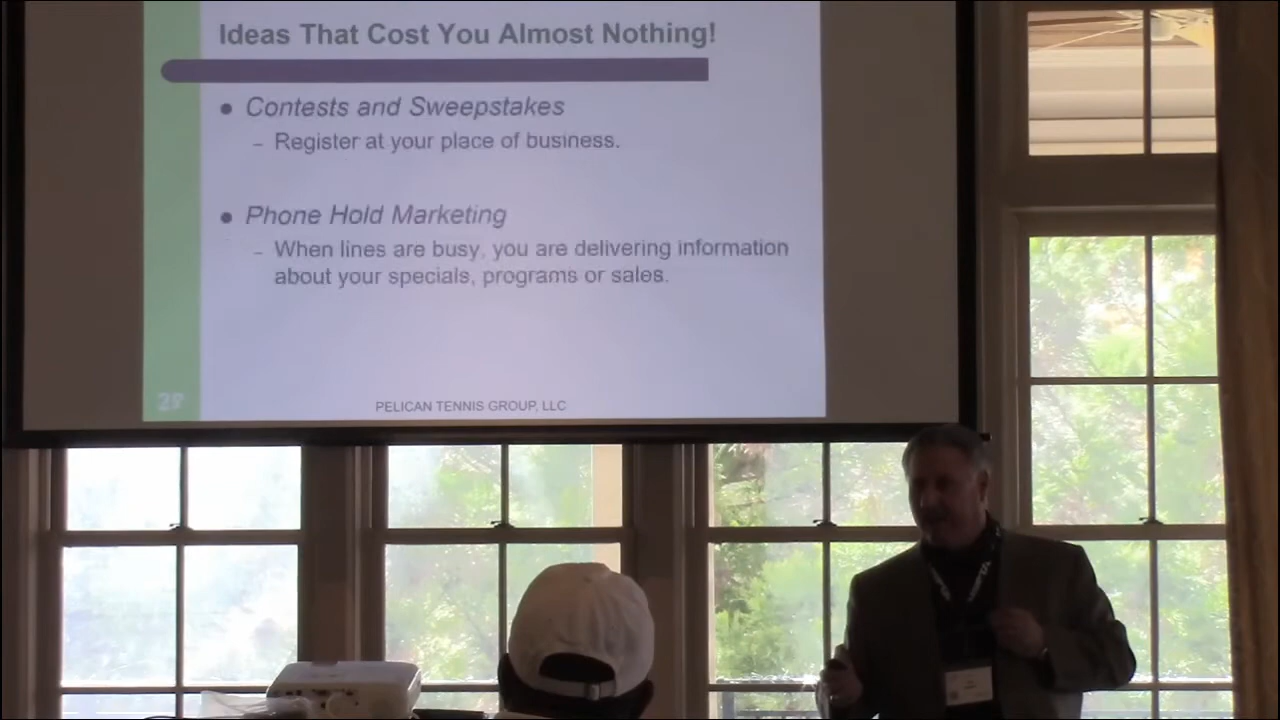 Ideas That Cost You Almost Nothing!
● Contests and Sweepstakes
– Register at your place of business.
● Phone Hold Marketing
– When lines are busy, you are delivering information
about your specials, programs or sales.
29
PELICAN TENNIS GROUP, LLC